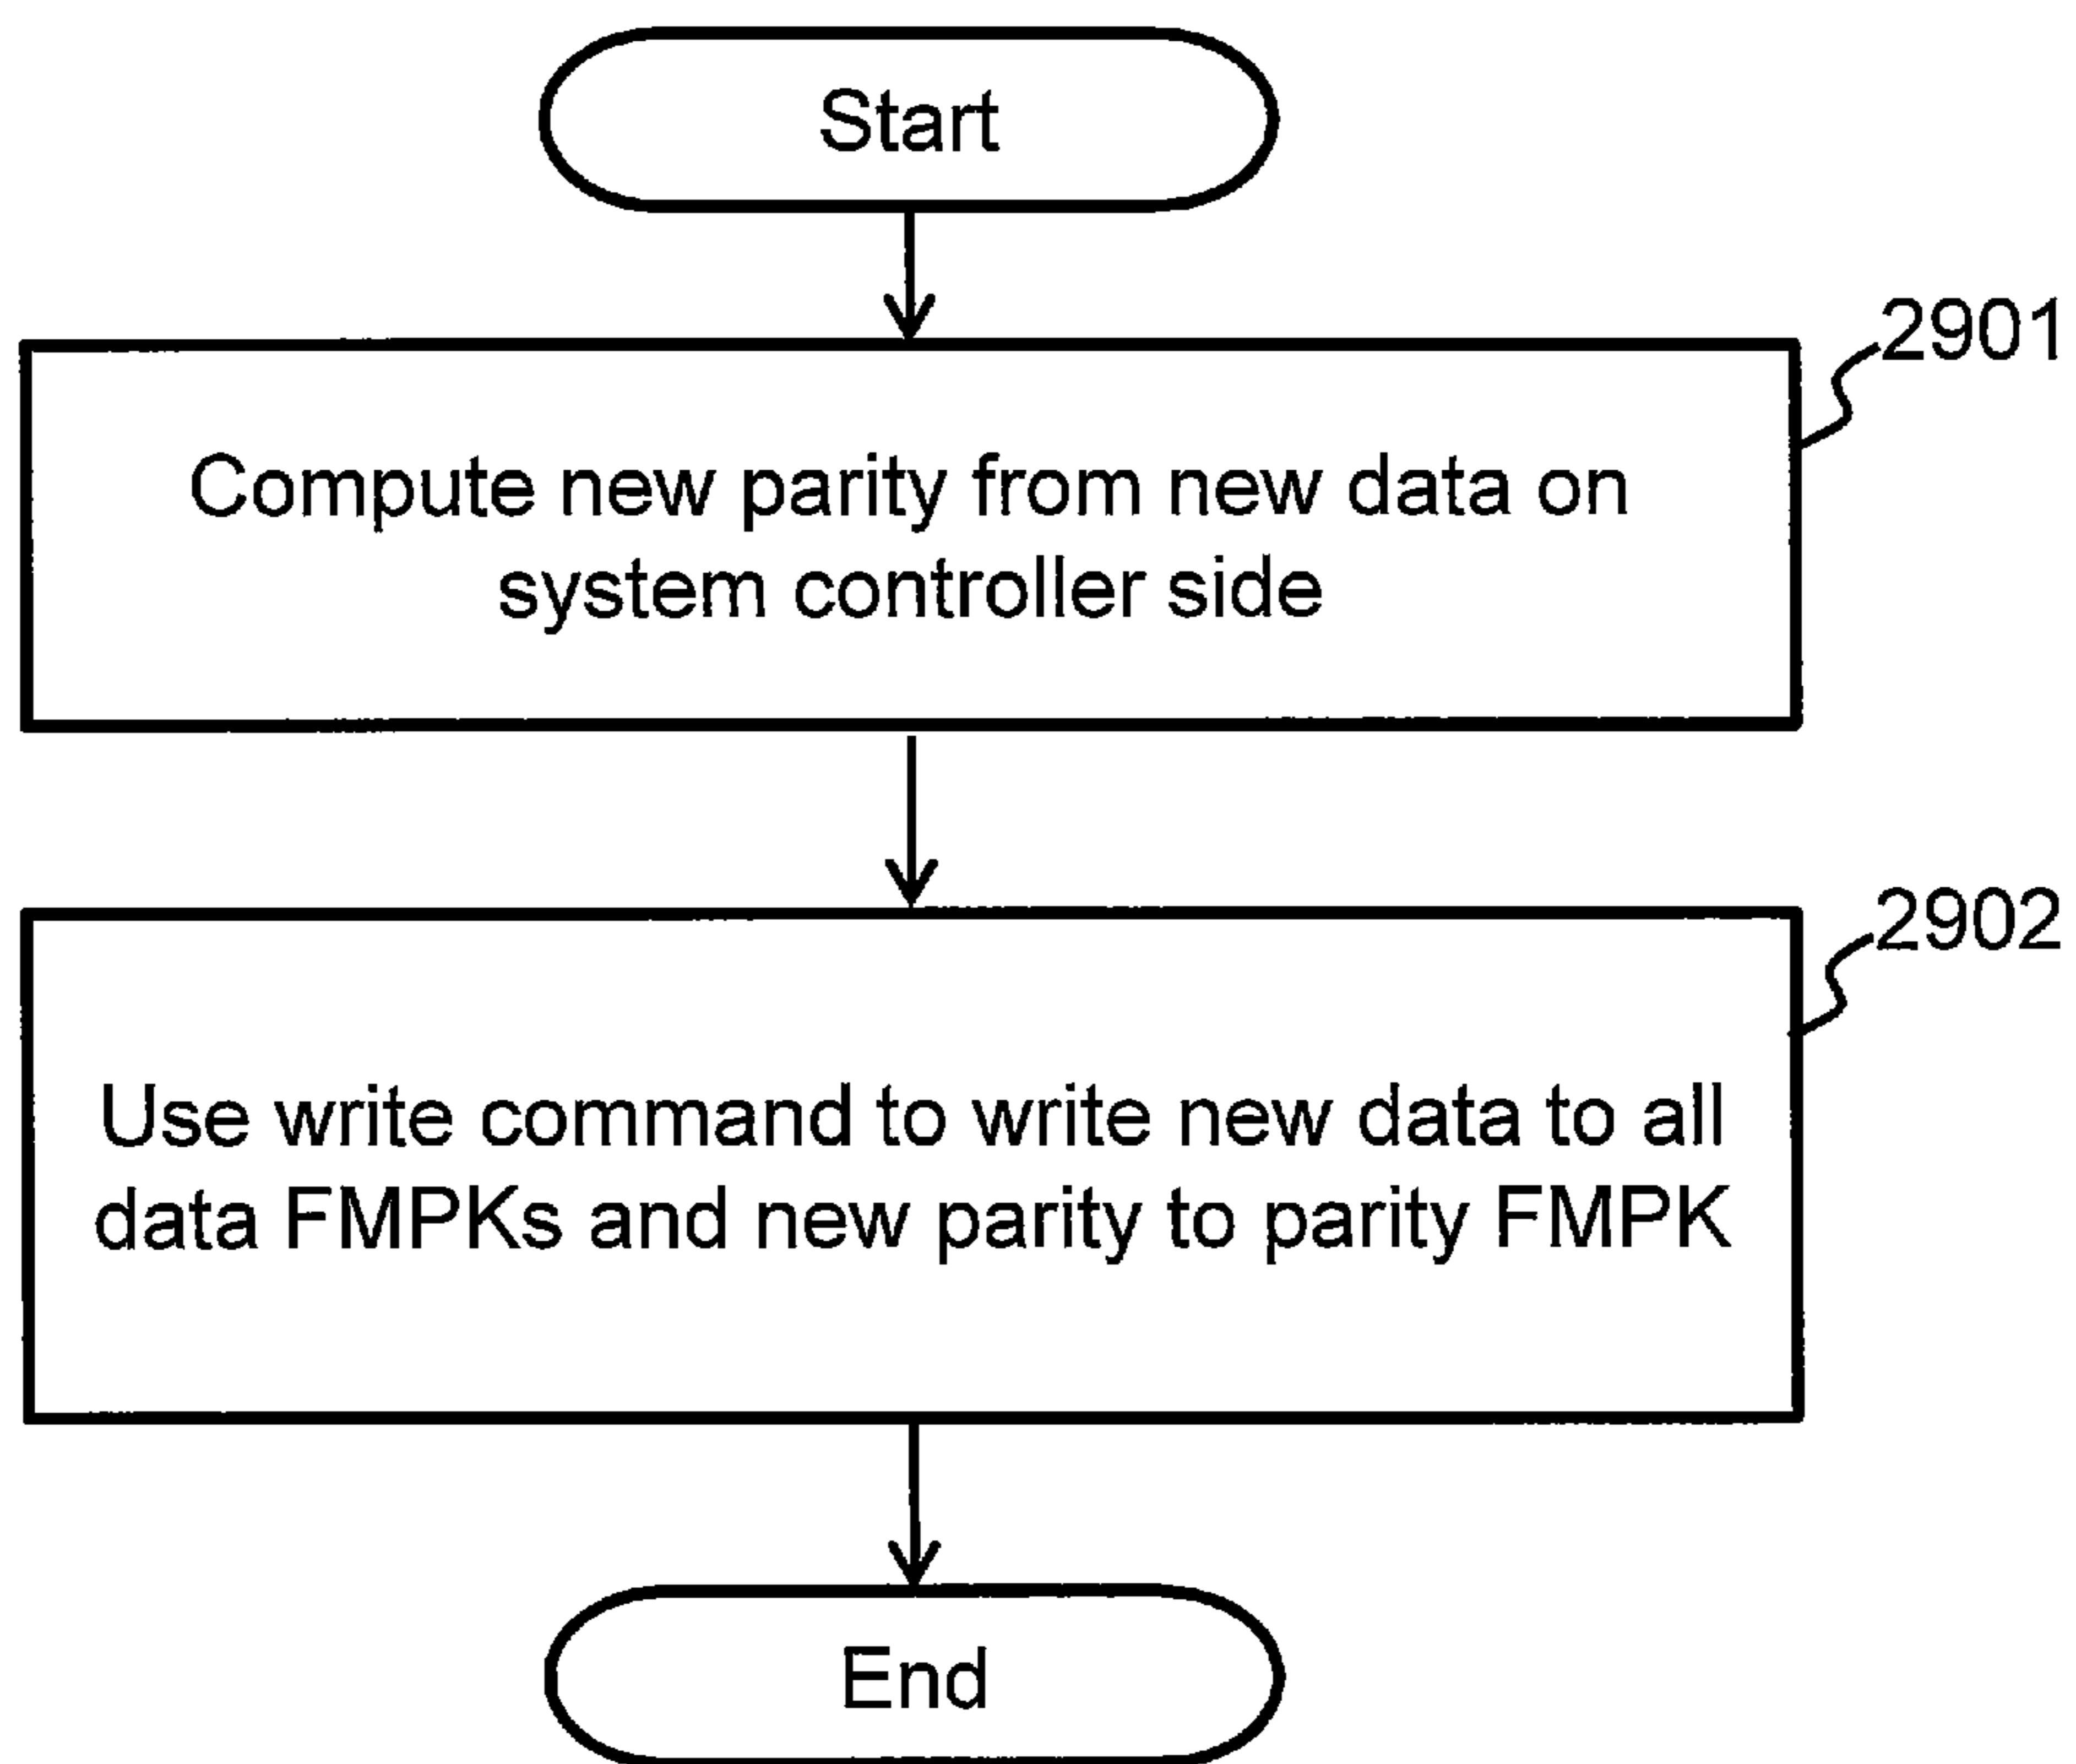 Start
2901
Compute new parity from new data on
system controller side
2902
Use write command to write new data to all
data FMPKs and new parity to parity FMPK
End